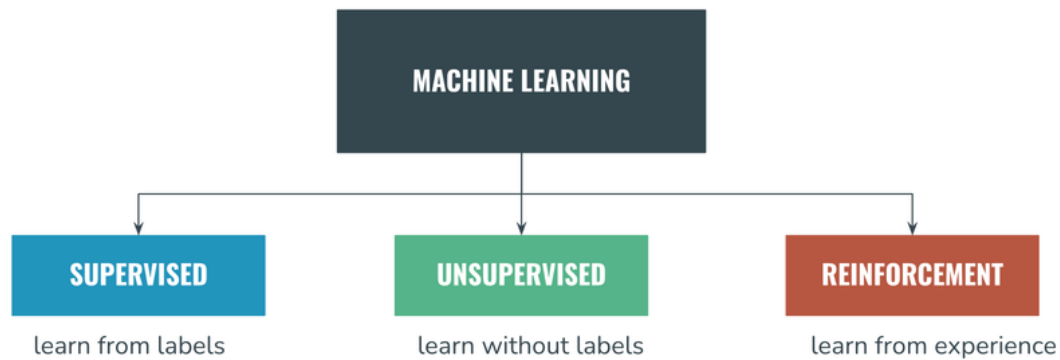 MACHINE LEARNING
SUPERVISED
UNSUPERVISED
REINFORCEMENT
learn from labels
learn without labels
learn from experience